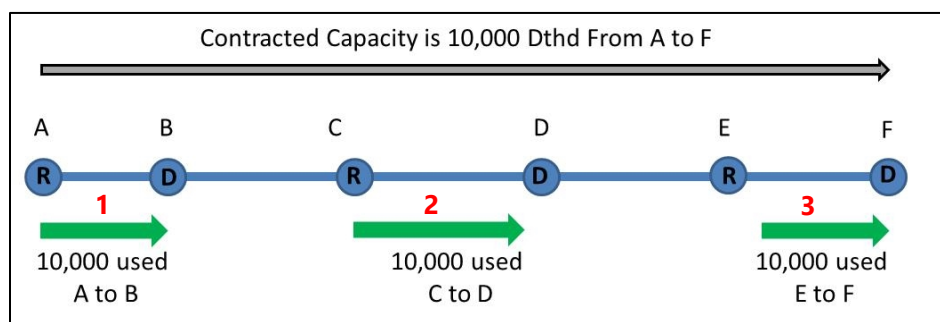 Contracted Capacity is 10,000 Dthd From A to F
A B C D E F
R D R D R D
1 2 3
10,000 used 10,000 used 10,000 used
A to B C to D E to F